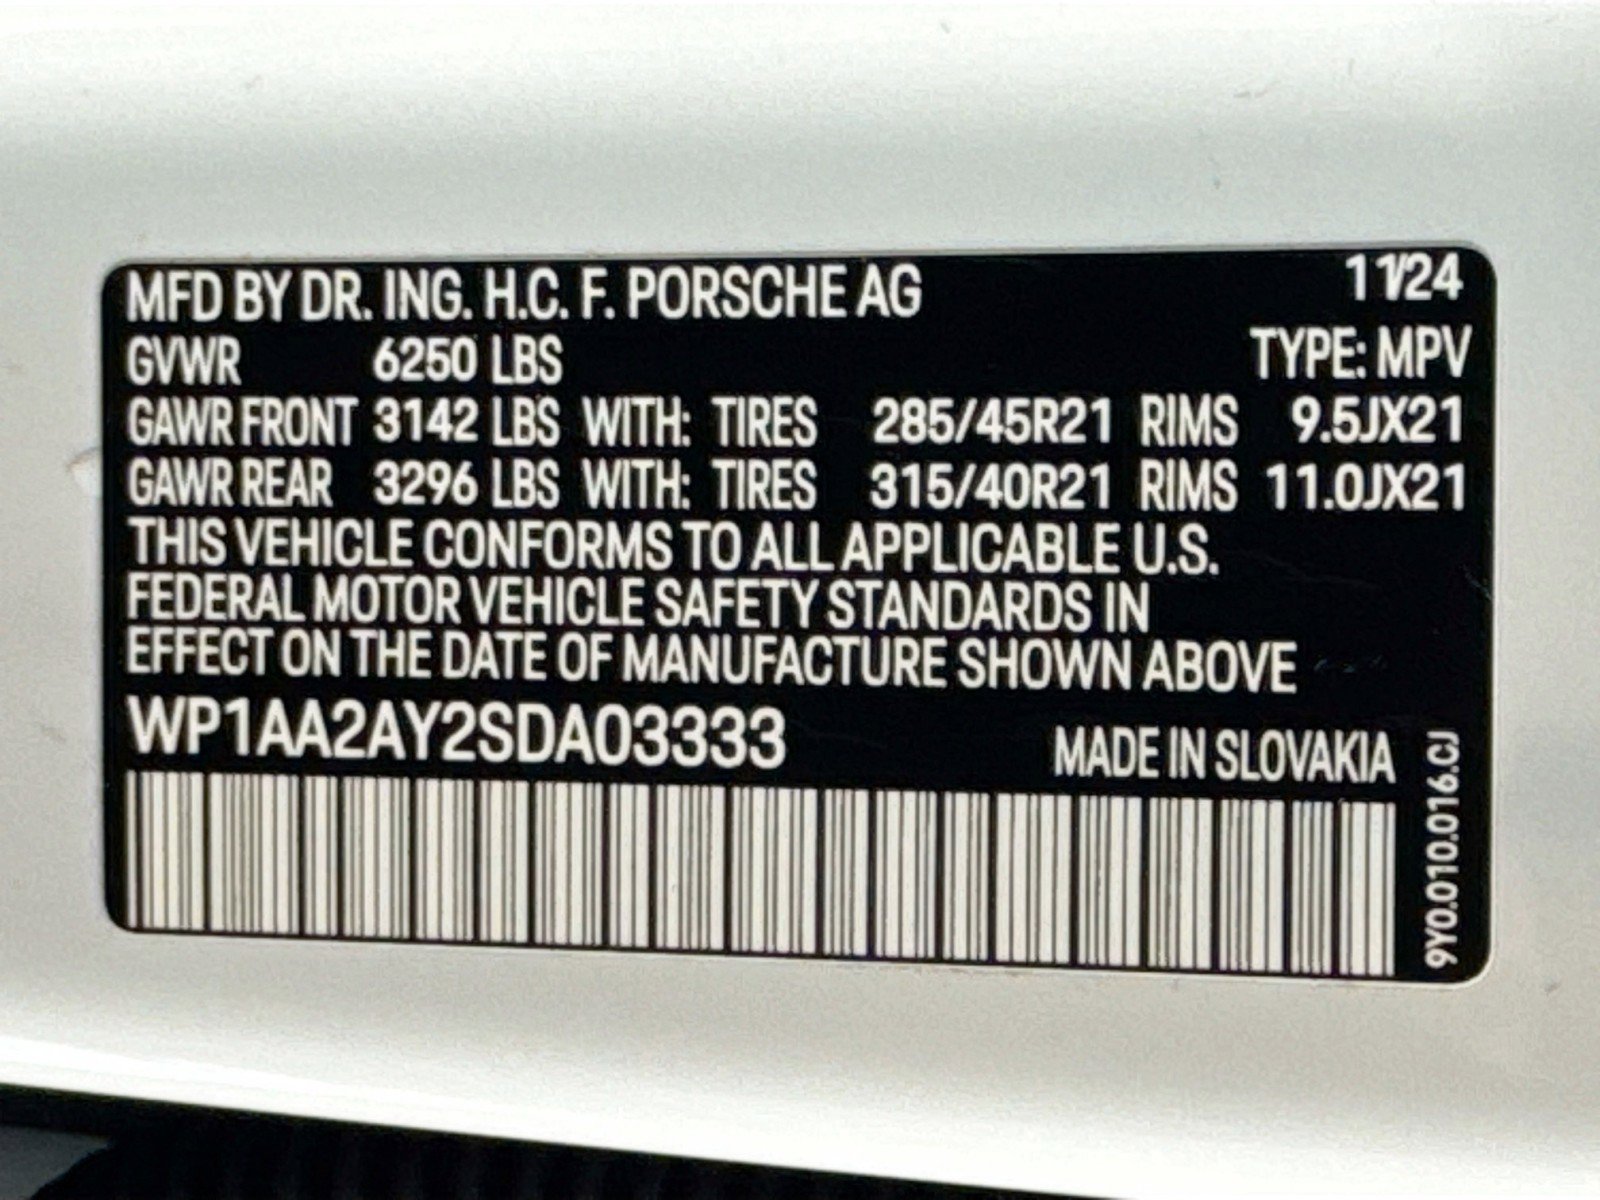 MFD BY DR. ING. H.C. F. PORSCHE AG 11/24
GVWR 6250 LBS TYPE: MPV
GAWR FRONT 3142 LBS WITH: TIRES 285/45R21 RIMS 9.5JX21
GAWR REAR 3296 LBS WITH: TIRES 315/40R21 RIMS 11.0JX21
THIS VEHICLE CONFORMS TO ALL APPLICABLE U.S.
FEDERAL MOTOR VEHICLE SAFETY STANDARDS IN
EFFECT ON THE DATE OF MANUFACTURE SHOWN ABOVE
WP1AA2AY2SDA03333 MADE IN SLOVAKIA
9Y0.010.016.CJ